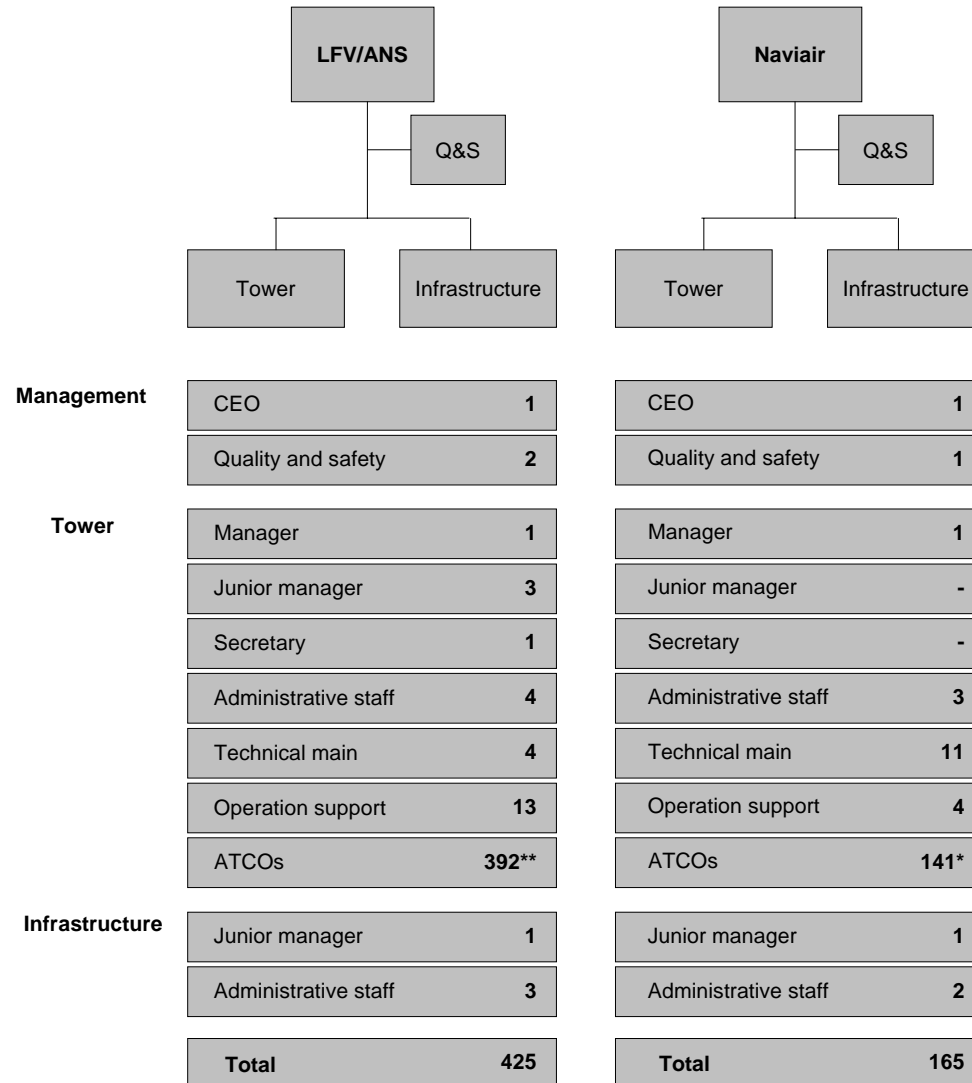 LFV/ANS
Naviair
Q&S
Q&S
Tower
Infrastructure
Tower
Infrastructure
Management
CEO 1
CEO 1
Quality and safety 2
Quality and safety 1
Tower
Manager 1
Manager 1
Junior manager 3
Junior manager -
Secretary 1
Secretary -
Administrative staff 4
Administrative staff 3
Technical main 4
Technical main 11
Operation support 13
Operation support 4
ATCOs 392**
ATCOs 141*
Infrastructure
Junior manager 1
Junior manager 1
Administrative staff 3
Administrative staff 2
Total 425
Total 165